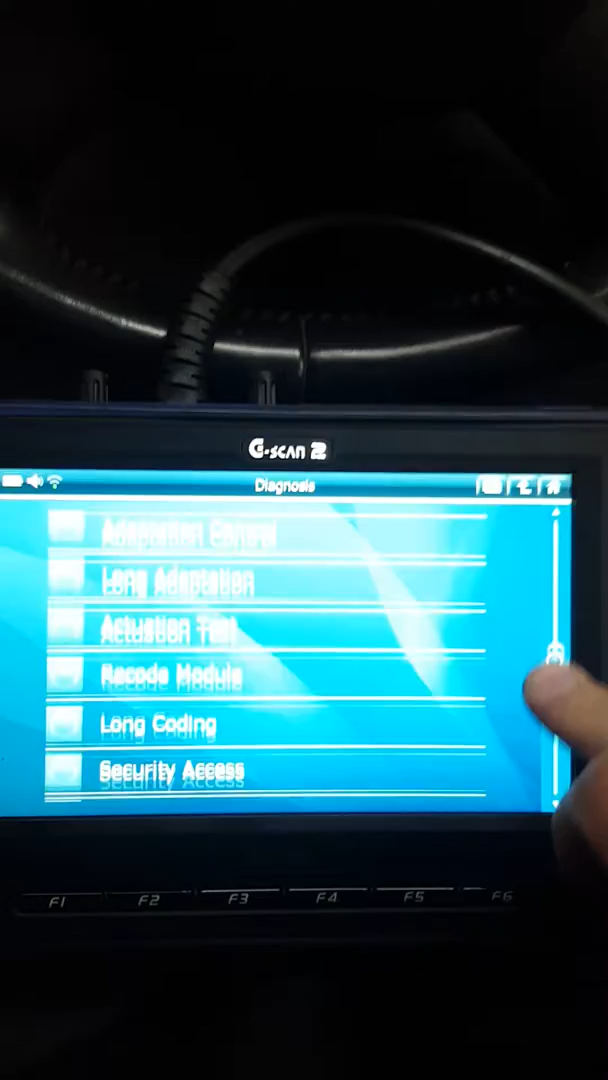 G-scan 2
Diagnosis
Adaptation Control
Long Adaptation
Actuation Test
Recode Module
Long Coding
Security Access
F1 F2 F3 F4 F5 F6